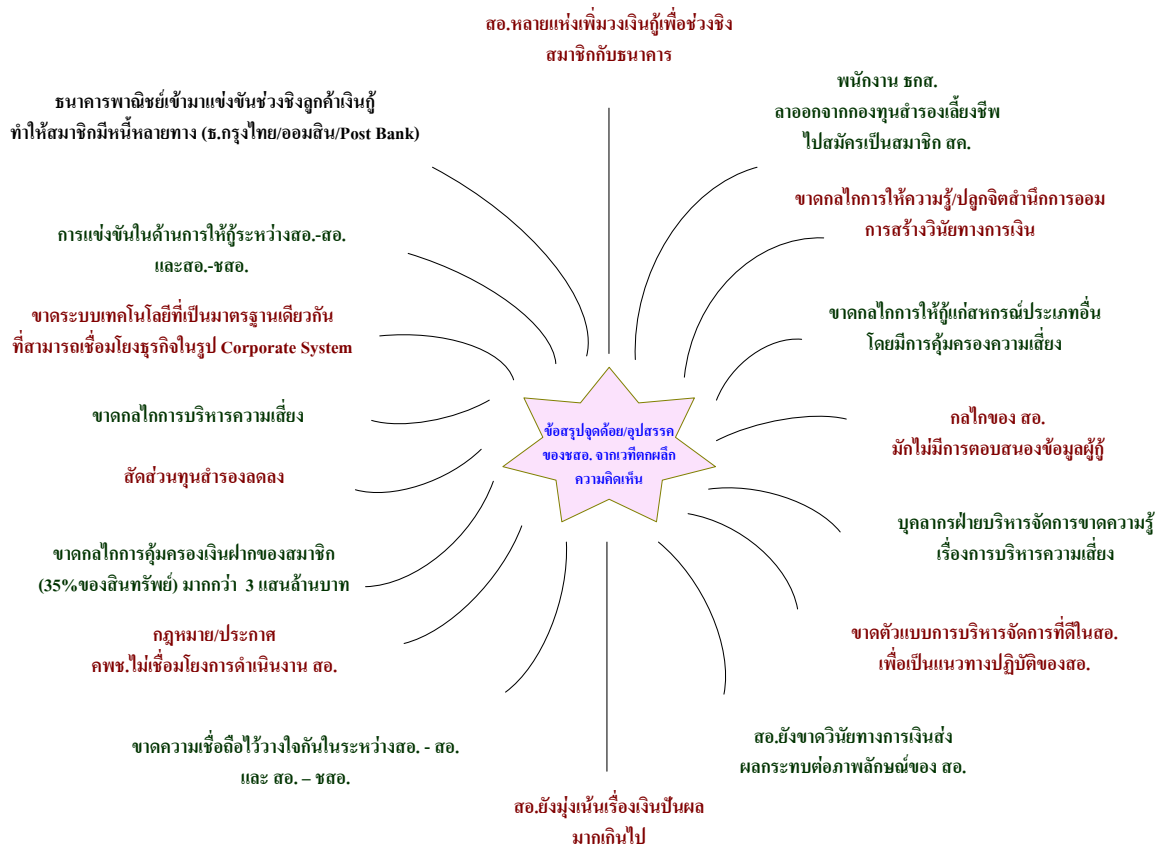 สอ.หลายแห่งเพิ่มวงเงินกู้เพื่อช่วงชิง
สมาชิกกับธนาคาร
พนักงาน ธกส.
ลาออกจากกองทุนสำรองเลี้ยงชีพ
ไปสมัครเป็นสมาชิก สค.
ขาดกลไกการให้ความรู้/ปลูกจิตสำนึกการออม
การสร้างวินัยทางการเงิน
ขาดกลไกการให้กู้แก่สหกรณ์ประเภทอื่น
โดยมีการคุ้มครองความเสี่ยง
กลไกของ สอ.
มักไม่มีการตอบสนองข้อมูลผู้กู้
บุคลากรฝ่ายบริหารจัดการขาดความรู้
เรื่องการบริหารความเสี่ยง
ขาดตัวแบบการบริหารจัดการที่ดีในสอ.
เพื่อเป็นแนวทางปฏิบัติของสอ.
สอ.ยังขาดวินัยทางการเงินส่ง
ผลกระทบต่อภาพลักษณ์ของ สอ.
สอ.ยังมุ่งเน้นเรื่องเงินปันผล
มากเกินไป
ขาดความเชื่อถือไว้วางใจกันในระหว่างสอ. - สอ.
และ สอ. – ชสอ.
กฎหมาย/ประกาศ
คพช.ไม่เชื่อมโยงการดำเนินงาน สอ.
ขาดกลไกการคุ้มครองเงินฝากของสมาชิก
(35%ของสินทรัพย์) มากกว่า 3 แสนล้านบาท
สัดส่วนทุนสำรองลดลง
ขาดกลไกการบริหารความเสี่ยง
ขาดระบบเทคโนโลยีที่เป็นมาตรฐานเดียวกัน
ที่สามารถเชื่อมโยงธุรกิจในรูป Corporate System
การแข่งขันในด้านการให้กู้ระหว่างสอ.-สอ.
และสอ.-ชสอ.
ธนาคารพาณิชย์เข้ามาแข่งขันช่วงชิงลูกค้าเงินกู้
ทำให้สมาชิกมีหนี้หลายทาง (ธ.กรุงไทย/ออมสิน/Post Bank)
ข้อสรุปจุดด้อย/อุปสรรค
ของชสอ. จากเวทีตกผลึก
ความคิดเห็น